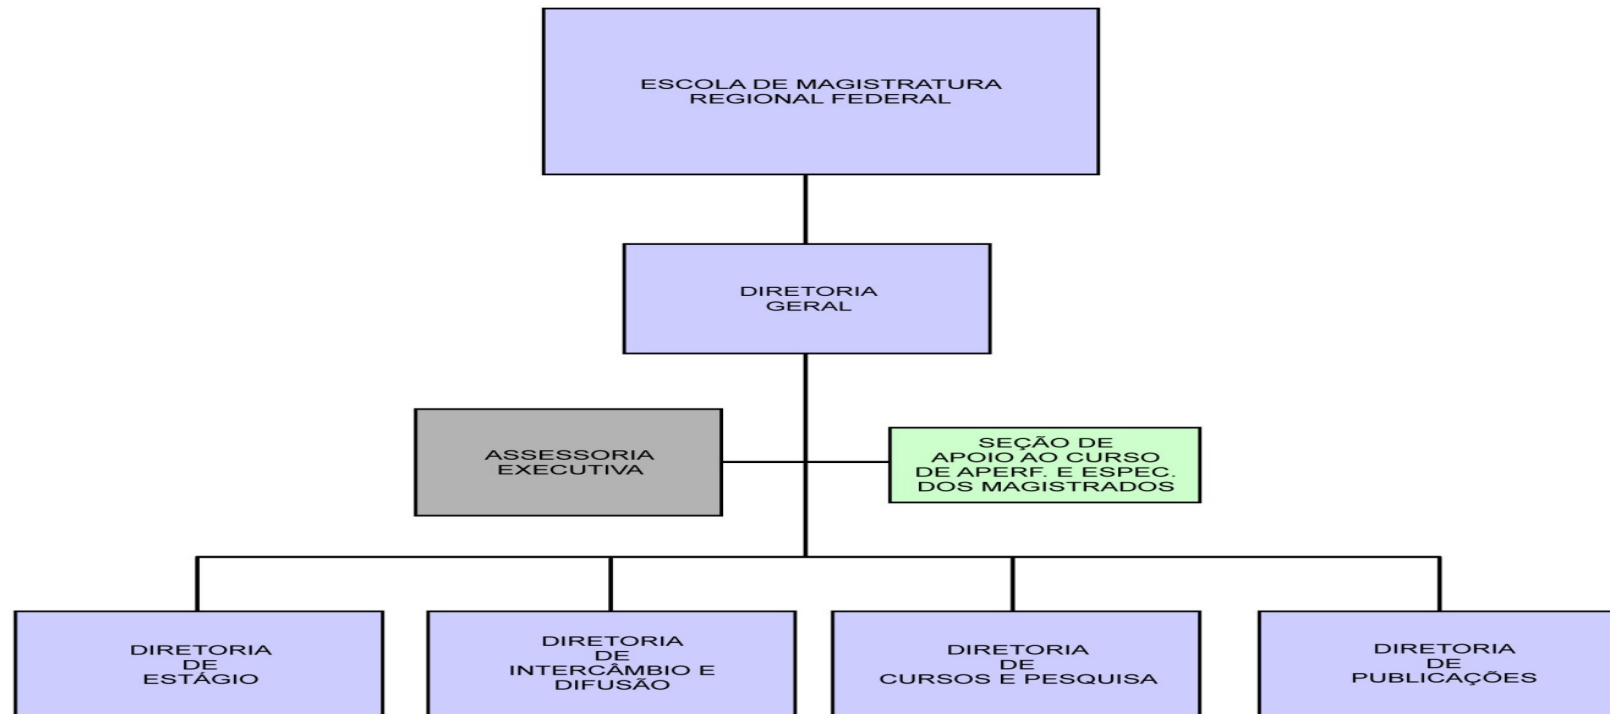 ESCOLA DE MAGISTRATURA
REGIONAL FEDERAL
DIRETORIA
GERAL
ASSESSORIA
EXECUTIVA
SEÇÃO DE
APOIO AO CURSO
DE APERF. E ESPEC.
DOS MAGISTRADOS
DIRETORIA
DE
ESTÁGIO
DIRETORIA
DE
INTERCÂMBIO E
DIFUSÃO
DIRETORIA
DE
CURSOS E PESQUISA
DIRETORIA
DE
PUBLICAÇÕES